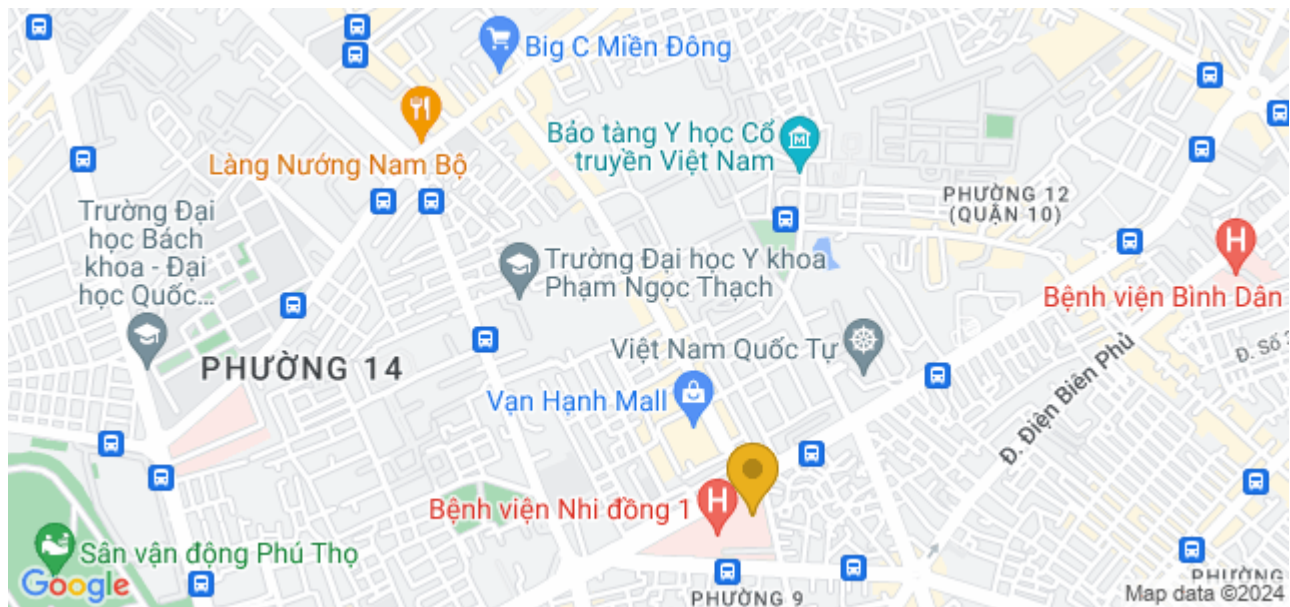 Big C Miền Đông
Làng Nướng Nam Bộ
Bảo tàng Y học Cổ
truyền Việt Nam
PHƯỜNG 12
(QUẬN 10)
Trường Đại
học Bách
khoa - Đại
học Quốc...
Trường Đại học Y khoa
Phạm Ngọc Thạch
H
Bệnh viện Bình Dân
PHƯỜNG 14
Việt Nam Quốc Tự
Đ. Số 3
Vạn Hạnh Mall
Đ. Điện Biên Phủ
Bệnh viện Nhi đồng 1
H
Sân vận động Phú Thọ
Google
PHƯỜNG 9
PHƯỜNG
Map data ©2024